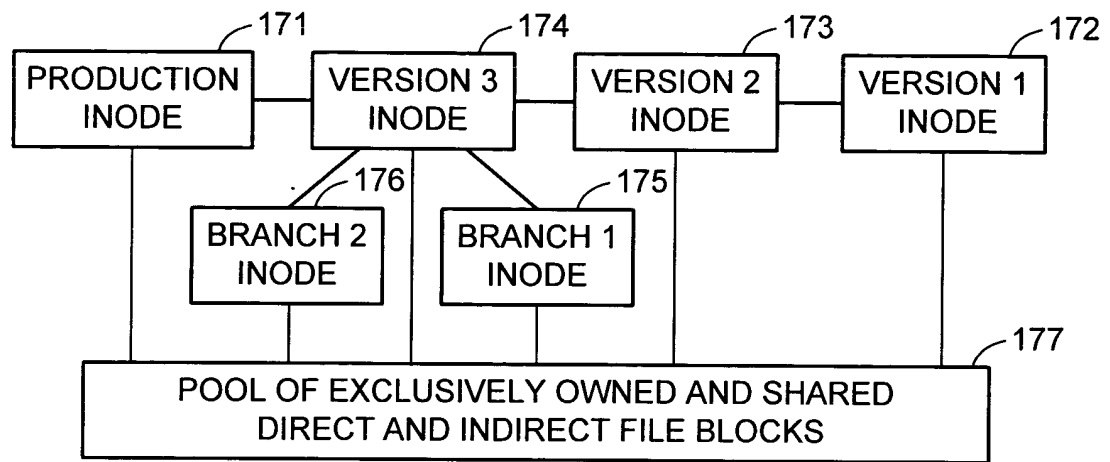 171
174
173
172
PRODUCTION
INODE
VERSION 3
INODE
VERSION 2
INODE
VERSION 1
INODE
176
175
BRANCH 2
INODE
BRANCH 1
INODE
177
POOL OF EXCLUSIVELY OWNED AND SHARED
DIRECT AND INDIRECT FILE BLOCKS